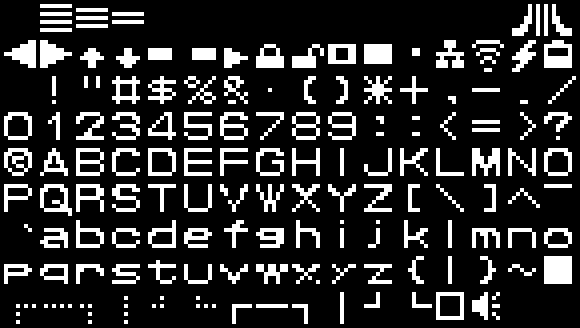 ! " # $ % & · ( ) * + , - . /
0 1 2 3 4 5 6 7 8 9 : : < = > ?
@ A B C D E F G H I J K L M N O
P Q R S T U V W X Y Z [ \ ] ^ ¯
` a b c d e f g h i j k l m n o
p q r s t u v w x y z { | } ~